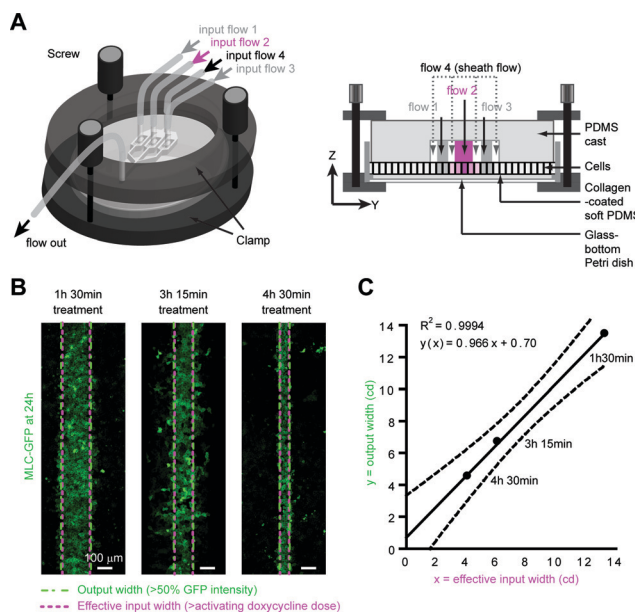 A
input flow 1
input flow 2
input flow 4
input flow 3
Screw
Clamp
flow out
flow 4 (sheath flow)
flow 2
flow 1
flow 3
PDMS
cast
Cells
Collagen
-coated
soft PDMS
Glass-
bottom
Petri dish
Z
Y
B
1h 30min
treatment
3h 15min
treatment
4h 30min
treatment
MLC-GFP at 24h
100 μm
Output width (>50% GFP intensity)
Effective input width (>activating doxycycline dose)
C
R² = 0.9994
y(x) = 0.966 x + 0.70
1h30min
3h 15min
4h 30min
y = output width (cd)
14
12
10
8
6
4
2
0
0 2 4 6 8 10 12 14
x = effective input width (cd)